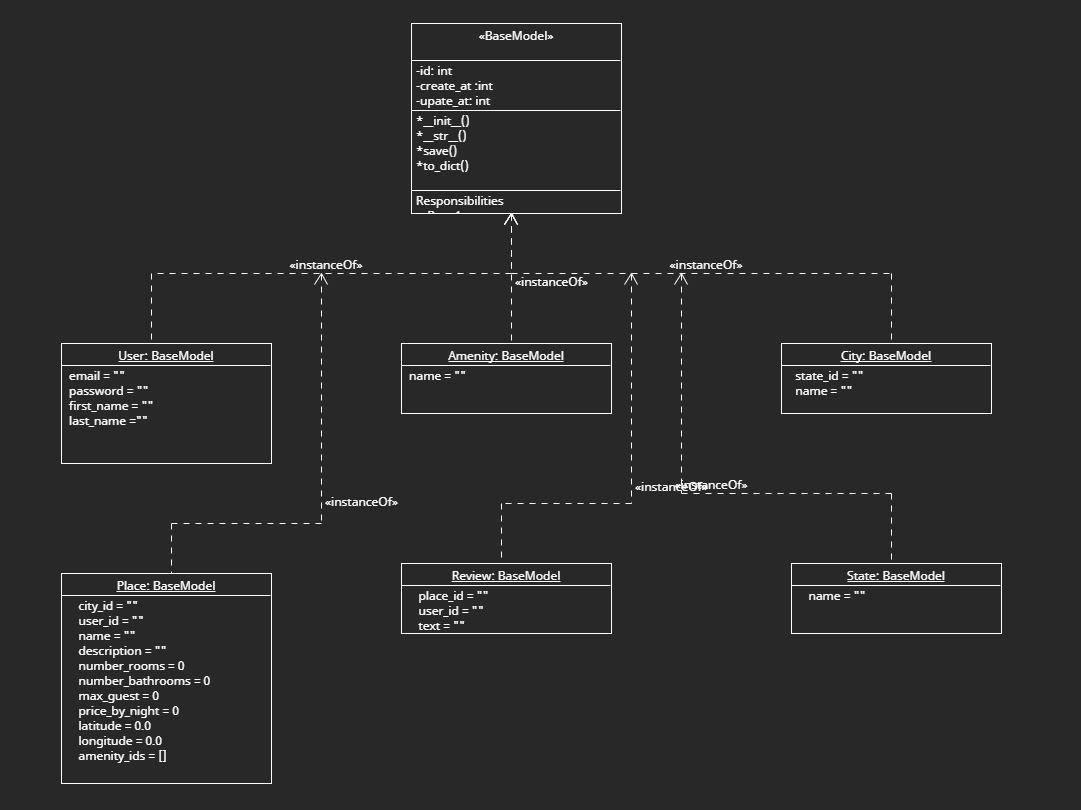 «BaseModel»
-id: int
-create_at :int
-upate_at: int
*__init__()
*__str__()
*save()
*to_dict()
Responsibilities
«instanceOf»
«instanceOf»
«instanceOf»
User: BaseModel
email = ""
password = ""
first_name = ""
last_name =""
Amenity: BaseModel
name = ""
City: BaseModel
state_id = ""
name = ""
«instanceOf»
«instanceOf»
«instanceOf»
Place: BaseModel
city_id = ""
user_id = ""
name = ""
description = ""
number_rooms = 0
number_bathrooms = 0
max_guest = 0
price_by_night = 0
latitude = 0.0
longitude = 0.0
amenity_ids = []
Review: BaseModel
place_id = ""
user_id = ""
text = ""
State: BaseModel
name = ""